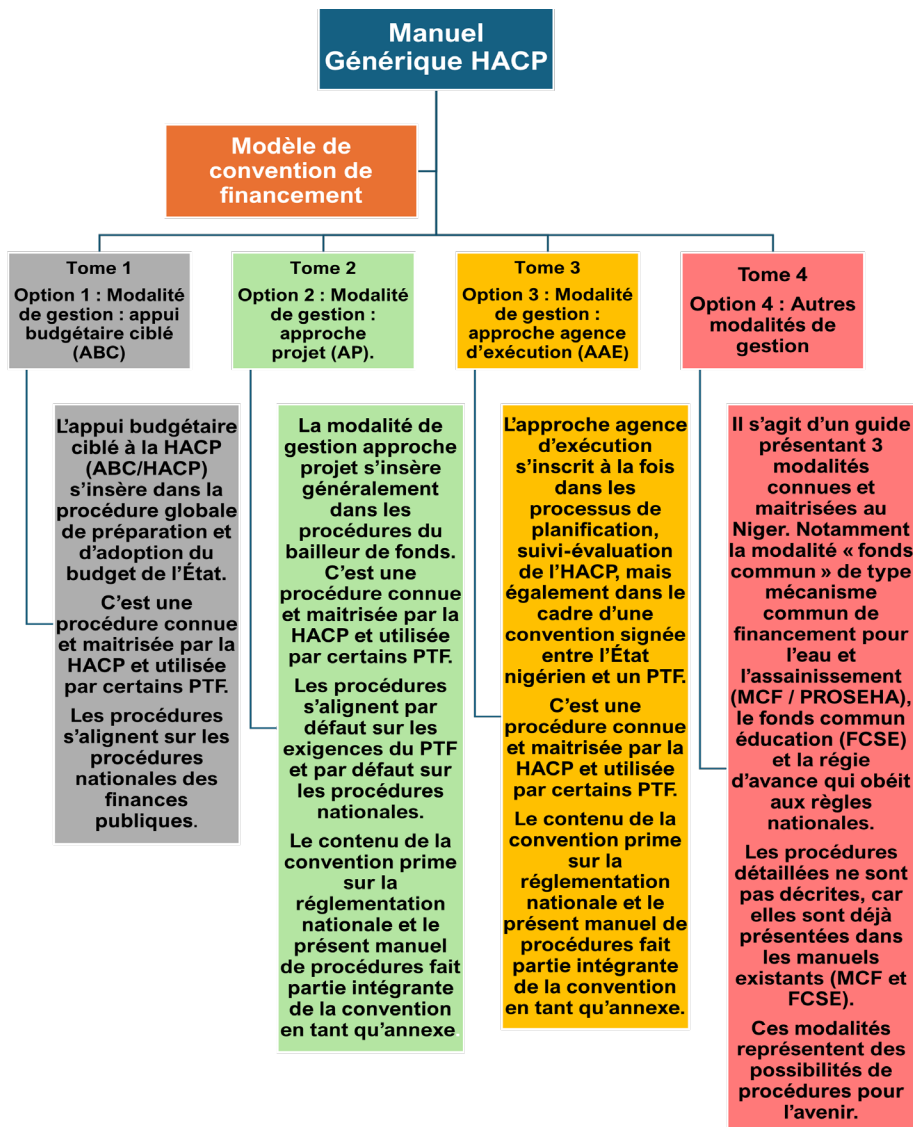 Manuel
Générique HACP
Modèle de
convention de
financement
Tome 1
Option 1 : Modalité
de gestion : appui
budgétaire ciblé
(ABC)
Tome 2
Option 2 : Modalité
de gestion :
approche
projet (AP).
Tome 3
Option 3 : Modalité
de gestion :
approche agence
d’exécution (AAE)
Tome 4
Option 4 : Autres
modalités de
gestion
L’appui budgétaire
ciblé à la HACP
(ABC/HACP)
s’insère dans la
procédure globale
de préparation et
d’adoption du
budget de l’État.
C’est une
procédure connue
et maitrisée par la
HACP et utilisée
par certains PTF.
Les procédures
s’alignent sur les
procédures
nationales des
finances
publiques.
La modalité de
gestion approche
projet s’insère
généralement
dans les
procédures du
bailleur de fonds.
C’est une
procédure connue
et maitrisée par la
HACP et utilisée
par certains PTF.
Les procédures
s’alignent par
défaut sur les
exigences du PTF
et par défaut sur
les procédures
nationales.
Le contenu de la
convention prime
sur la
réglementation
nationale et le
présent manuel
de procédures fait
partie intégrante
de la convention
en tant qu’annexe.
L’approche agence
d’exécution
s’inscrit à la fois
dans les
processus de
planification,
suivi-évaluation
de l’HACP, mais
également dans le
cadre d’une
convention signée
entre l’État
nigérien et un PTF.
C’est une
procédure connue
et maitrisée par la
HACP et utilisée
par certains PTF.
Le contenu de la
convention prime
sur la
réglementation
nationale et le
présent manuel de
procédures fait
partie intégrante
de la convention
en tant qu’annexe.
Il s’agit d’un guide
présentant 3
modalités
connues et
maitrisées au
Niger. Notamment
la modalité « fonds
commun » de type
mécanisme
commun de
financement pour
l’eau et
l’assainissement
(MCF / PROSEHA),
le fonds commun
éducation (FCSE)
et la régie
d’avance qui obéit
aux règles
nationales.
Les procédures
détaillées ne sont
pas décrites, car
elles sont déjà
présentées dans
les manuels
existants (MCF et
FCSE).
Ces modalités
représentent des
possibilités de
procédures pour
l’avenir.